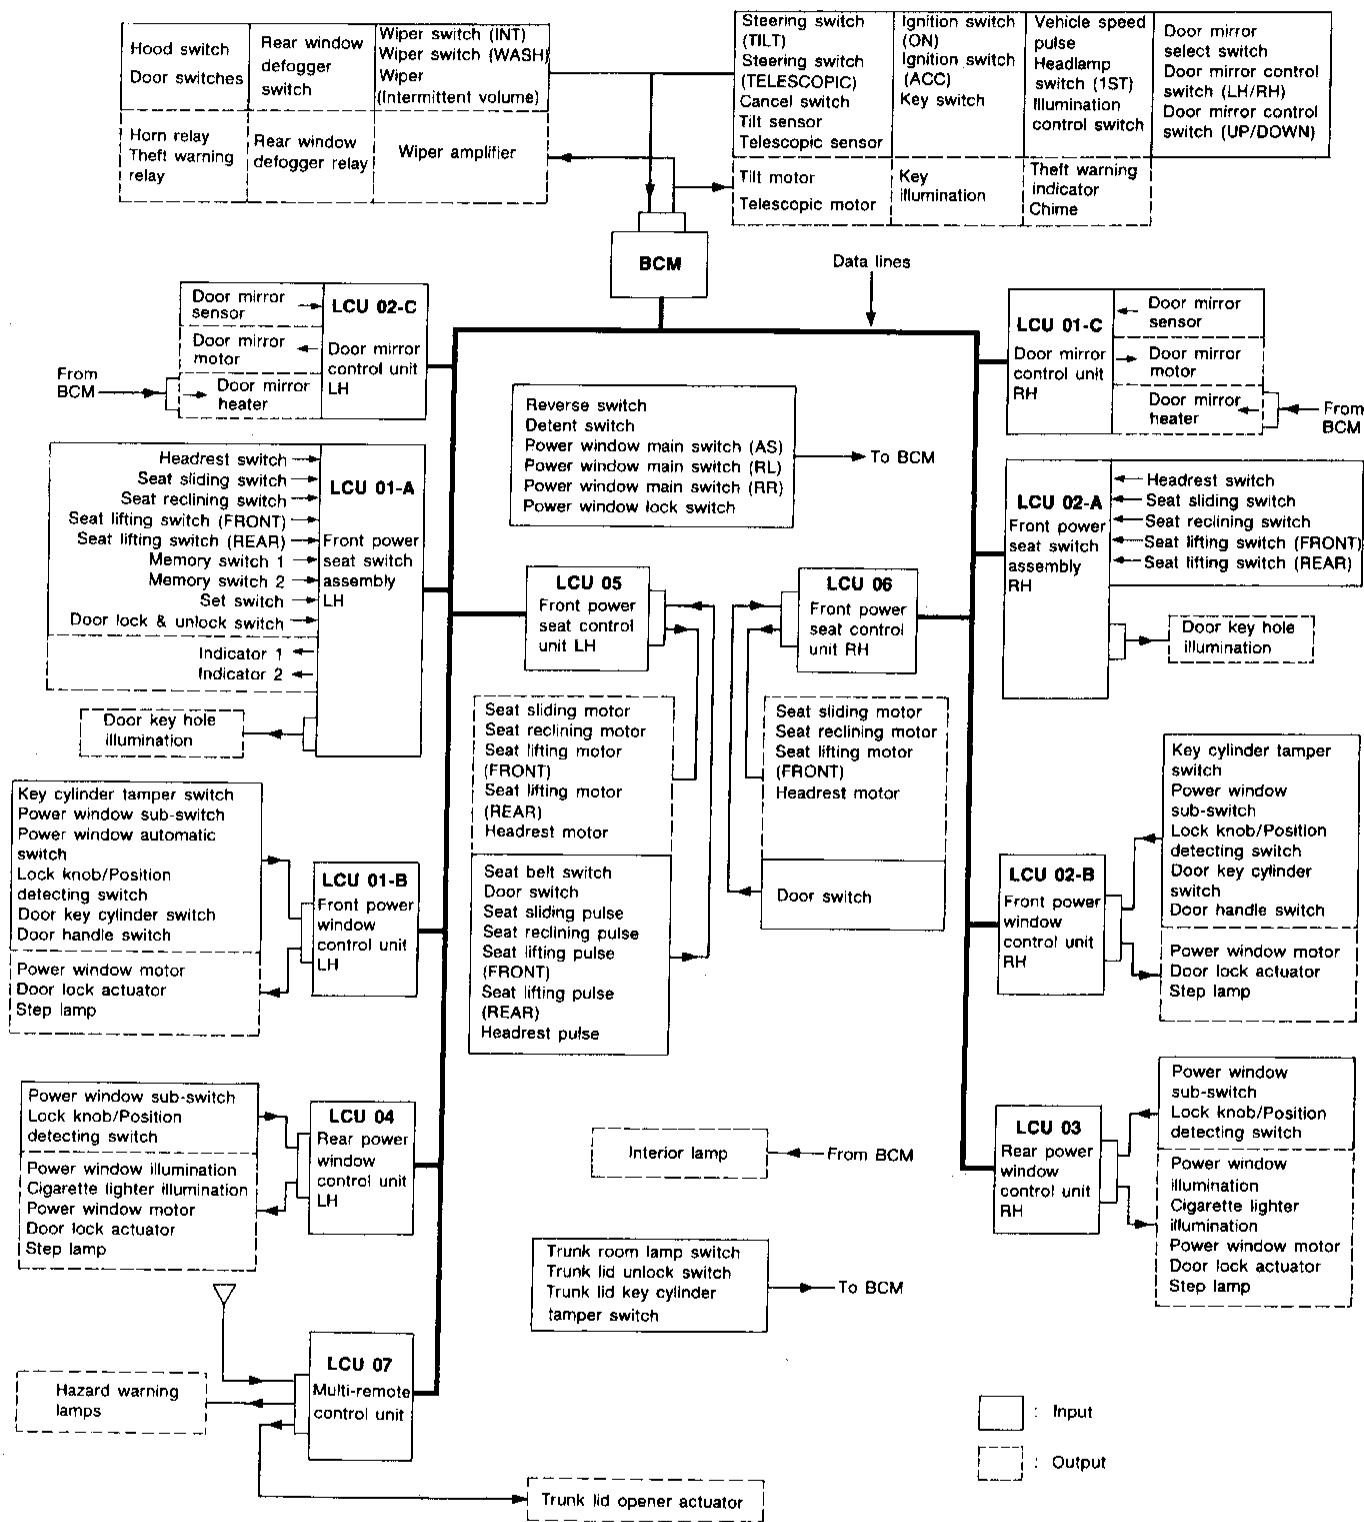 Hood switch
Door switches
Rear window
defogger
switch
Wiper switch (INT)
Wiper switch (WASH)
Wiper
(Intermittent volume)
Horn relay
Theft warning
relay
Rear window
defogger relay
Wiper amplifier
Steering switch
(TILT)
Steering switch
(TELESCOPIC)
Cancel switch
Tilt sensor
Telescopic sensor
Ignition switch
(ON)
Ignition switch
(ACC)
Key switch
Vehicle speed
pulse
Headlamp
switch (1ST)
Illumination
control switch
Door mirror
select switch
Door mirror control
switch (LH/RH)
Door mirror control
switch (UP/DOWN)
Tilt motor
Telescopic motor
Key
illumination
Theft warning
indicator
Chime
BCM
Data lines
Door mirror
sensor
Door mirror
motor
Door mirror
heater
From
BCM
LCU 02-C
Door mirror
control unit
LH
LCU 01-C
Door mirror
control unit
RH
Door mirror
sensor
Door mirror
motor
Door mirror
heater
From
BCM
Reverse switch
Detent switch
Power window main switch (AS)
Power window main switch (RL)
Power window main switch (RR)
Power window lock switch
To BCM
Headrest switch
Seat sliding switch
Seat reclining switch
Seat lifting switch (FRONT)
Seat lifting switch (REAR)
Memory switch 1
Memory switch 2
Set switch
Door lock & unlock switch
Indicator 1
Indicator 2
LCU 01-A
Front power
seat switch
assembly
LH
Door key hole
illumination
LCU 02-A
Front power
seat switch
assembly
RH
Headrest switch
Seat sliding switch
Seat reclining switch
Seat lifting switch (FRONT)
Seat lifting switch (REAR)
Door key hole
illumination
LCU 05
Front power
seat control
unit LH
LCU 06
Front power
seat control
unit RH
Seat sliding motor
Seat reclining motor
Seat lifting motor
(FRONT)
Seat lifting motor
(REAR)
Headrest motor
Seat belt switch
Door switch
Seat sliding pulse
Seat reclining pulse
Seat lifting pulse
(FRONT)
Seat lifting pulse
(REAR)
Headrest pulse
Seat sliding motor
Seat reclining motor
Seat lifting motor
(FRONT)
Headrest motor
Door switch
Key cylinder tamper switch
Power window sub-switch
Power window automatic
switch
Lock knob/Position
detecting switch
Door key cylinder switch
Door handle switch
Power window motor
Door lock actuator
Step lamp
LCU 01-B
Front power
window
control unit
LH
LCU 02-B
Front power
window
control unit
RH
Key cylinder tamper
switch
Power window
sub-switch
Lock knob/Position
detecting switch
Door key cylinder
switch
Door handle switch
Power window motor
Door lock actuator
Step lamp
Power window sub-switch
Lock knob/Position
detecting switch
Power window illumination
Cigarette lighter illumination
Power window motor
Door lock actuator
Step lamp
LCU 04
Rear power
window
control unit
LH
Interior lamp
From BCM
LCU 03
Rear power
window
control unit
RH
Power window
sub-switch
Lock knob/Position
detecting switch
Power window
illumination
Cigarette lighter
illumination
Power window motor
Door lock actuator
Step lamp
Trunk room lamp switch
Trunk lid unlock switch
Trunk lid key cylinder
tamper switch
To BCM
LCU 07
Multi-remote
control unit
Hazard warning
lamps
Trunk lid opener actuator
: Input
: Output